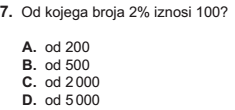 7. Od kojega broja 2% iznosi 100?
A. od 200
B. od 500
C. od 2 000
D. od 5 000